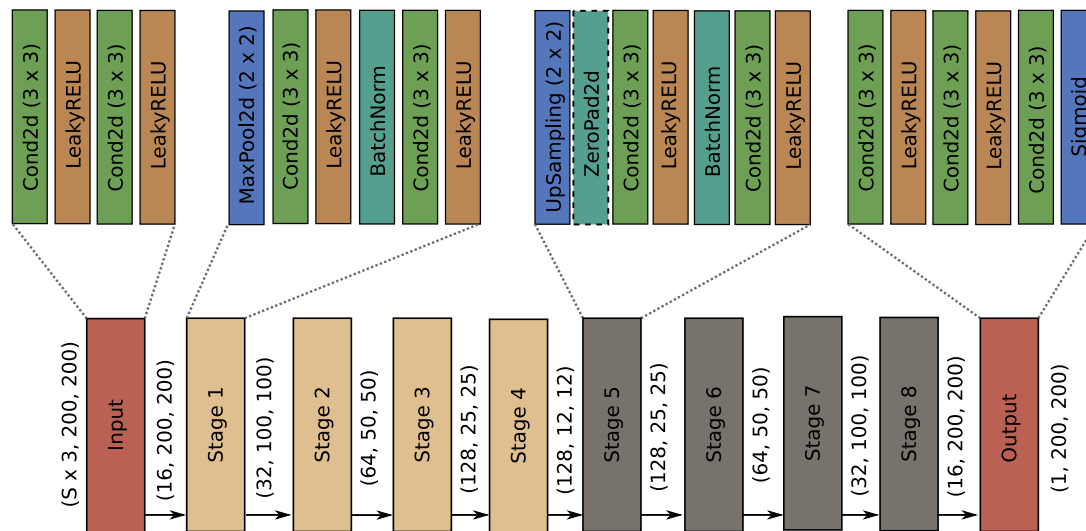 Cond2d (3 x 3)
LeakyRELU
Cond2d (3 x 3)
LeakyRELU
MaxPool2d (2 x 2)
Cond2d (3 x 3)
LeakyRELU
BatchNorm
Cond2d (3 x 3)
LeakyRELU
UpSampling (2 x 2)
ZeroPad2d
Cond2d (3 x 3)
LeakyRELU
BatchNorm
Cond2d (3 x 3)
LeakyRELU
Cond2d (3 x 3)
LeakyRELU
Cond2d (3 x 3)
LeakyRELU
Cond2d (3 x 3)
Sigmoid
(S x 3, 200, 200)
Input
(16, 200, 200)
Stage 1
(32, 100, 100)
Stage 2
(64, 50, 50)
Stage 3
(128, 25, 25)
Stage 4
(128, 12, 12)
Stage 5
(128, 25, 25)
Stage 6
(64, 50, 50)
Stage 7
(32, 100, 100)
Stage 8
(16, 200, 200)
Output
(1, 200, 200)